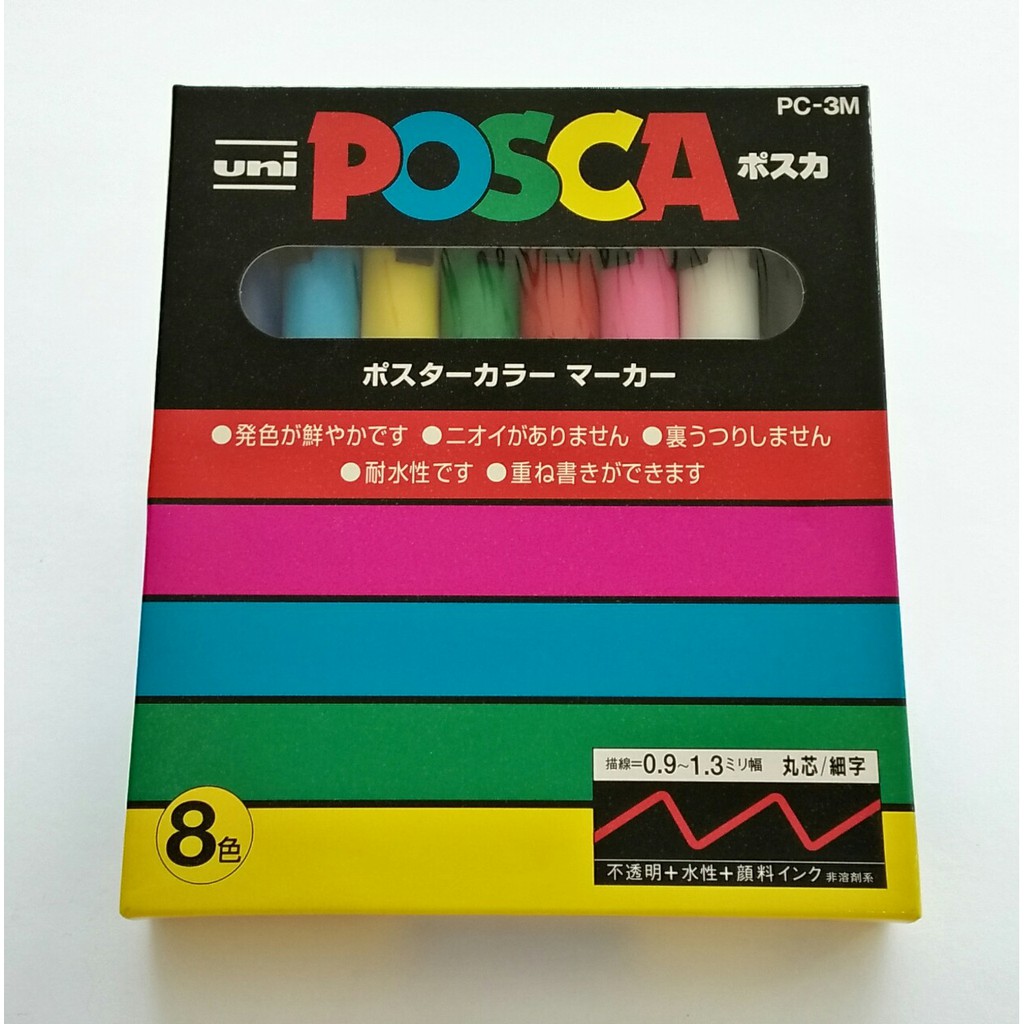 PC-3M
uni POSCA ポスカ
ポスターカラー マーカー
●発色が鮮やかです ●ニオイがありません ●裏うつりしません
●耐水性です ●重ね書きができます
描線=0.9~1.3ミリ幅 丸芯/細字
8色
不透明+水性+顔料インク 非溶剤系